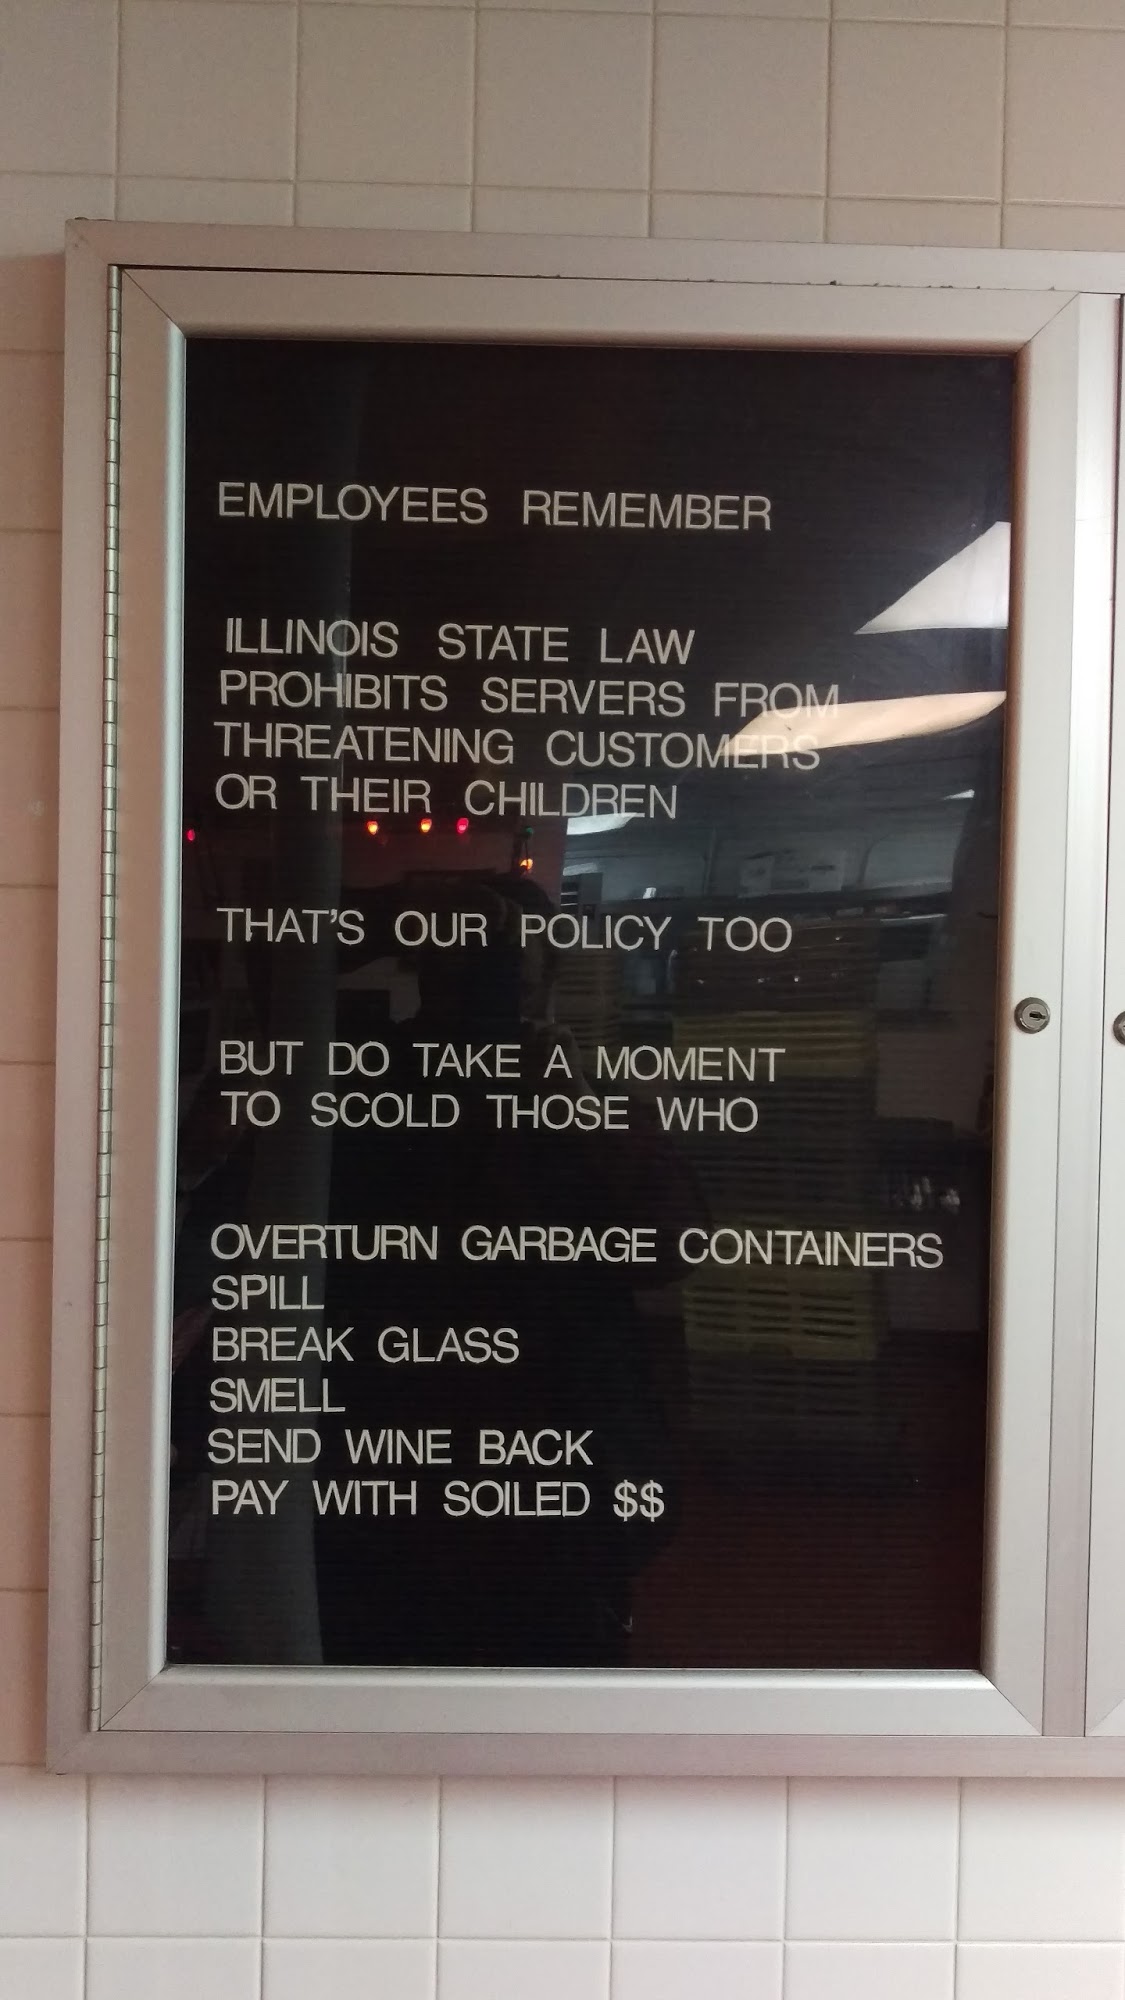 EMPLOYEES REMEMBER
ILLINOIS STATE LAW
PROHIBITS SERVERS FROM
THREATENING CUSTOMERS
OR THEIR CHILDREN
THAT'S OUR POLICY TOO
BUT DO TAKE A MOMENT
TO SCOLD THOSE WHO
OVERTURN GARBAGE CONTAINERS
SPILL
BREAK GLASS
SMELL
SEND WINE BACK
PAY WITH SOILED $$